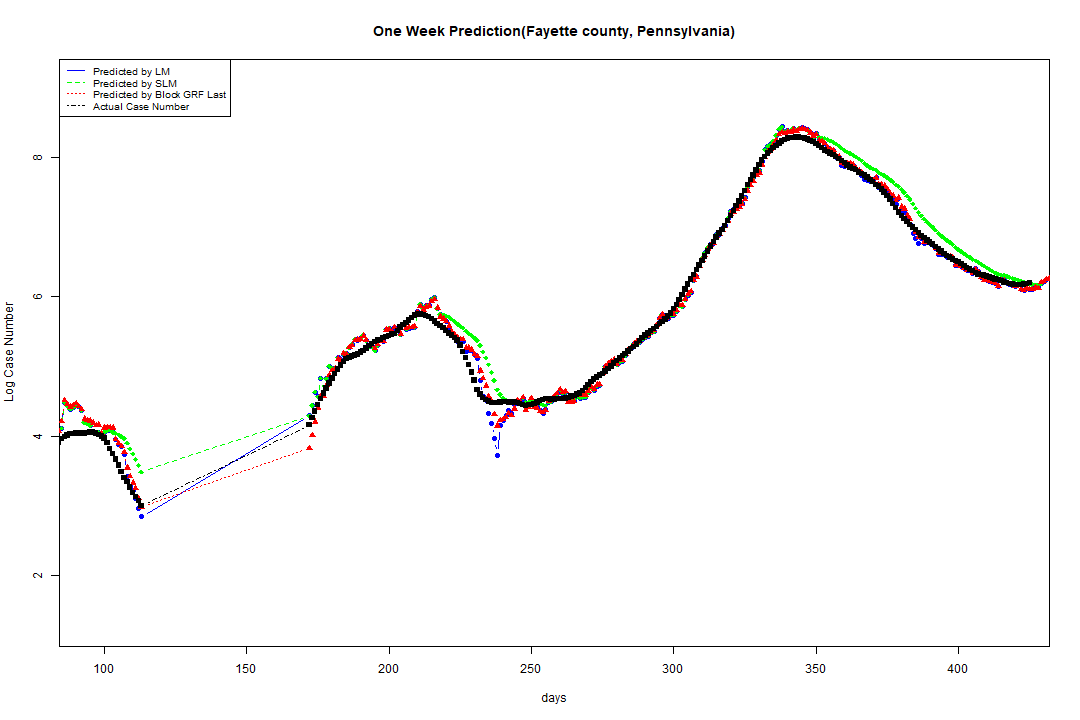 One Week Prediction(Fayette county, Pennsylvania)
Predicted by LM
Predicted by SLM
Predicted by Block GRF Last
Actual Case Number
8
6
4
2
Log Case Number
100 150 200 250 300 350 400
days